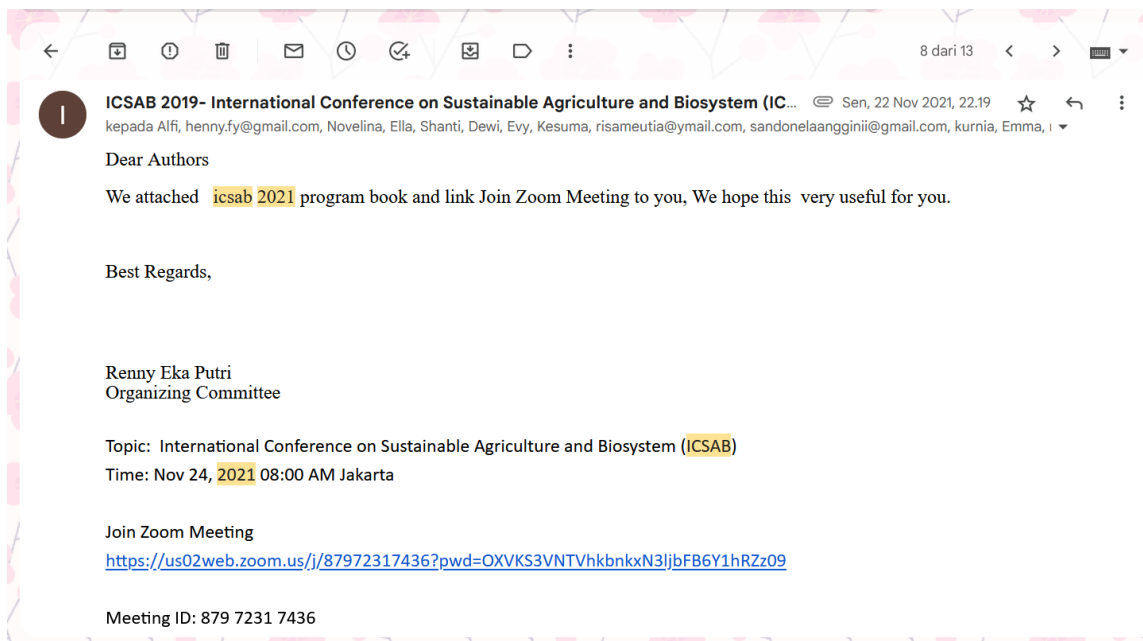 8 dari 13
ICSAB 2019- International Conference on Sustainable Agriculture and Biosystem (IC... Sen, 22 Nov 2021, 22.19
kepada Alfi, henny.fy@gmail.com, Novelina, Ella, Shanti, Dewi, Evy, Kesuma, risameutia@ymail.com, sandonelaangginii@gmail.com, kurnia, Emma,
I
Dear Authors
We attached icsab 2021 program book and link Join Zoom Meeting to you, We hope this very useful for you.
Best Regards,
Renny Eka Putri
Organizing Committee
Topic: International Conference on Sustainable Agriculture and Biosystem (ICSAB)
Time: Nov 24, 2021 08:00 AM Jakarta
Join Zoom Meeting
https://us02web.zoom.us/j/87972317436?pwd=OXVKS3VNTVhkbnkxN3ljbFB6Y1hRZz09
Meeting ID: 879 7231 7436